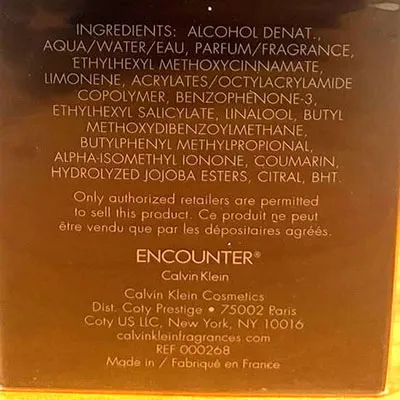 INGREDIENTS: ALCOHOL DENAT.,
AQUA/WATER/EAU, PARFUM/FRAGRANCE,
ETHYLHEXYL METHOXYCINNAMATE,
LIMONENE, ACRYLATES/OCTYLACRYLAMIDE
COPOLYMER, BENZOPHENONE-3,
ETHYLHEXYL SALICYLATE, LINALOOL, BUTYL
METHOXYDIBENZOYLMETHANE,
BUTYLPHENYL METHYLPROPIONAL,
ALPHA-ISOMETHYL IONONE, COUMARIN,
HYDROLYZED JOJOBA ESTERS, CITRAL, BHT.
Only authorized retailers are permitted
to sell this product. Ce produit ne peut
être vendu que par les dépositaires agréés.
ENCOUNTER®
Calvin Klein
Calvin Klein Cosmetics
Dist. Coty Prestige • 75002 Paris
Coty US LLC, New York, NY 10016
calvinkleinfragrances.com
REF 000268
Made in / Fabriqué en France